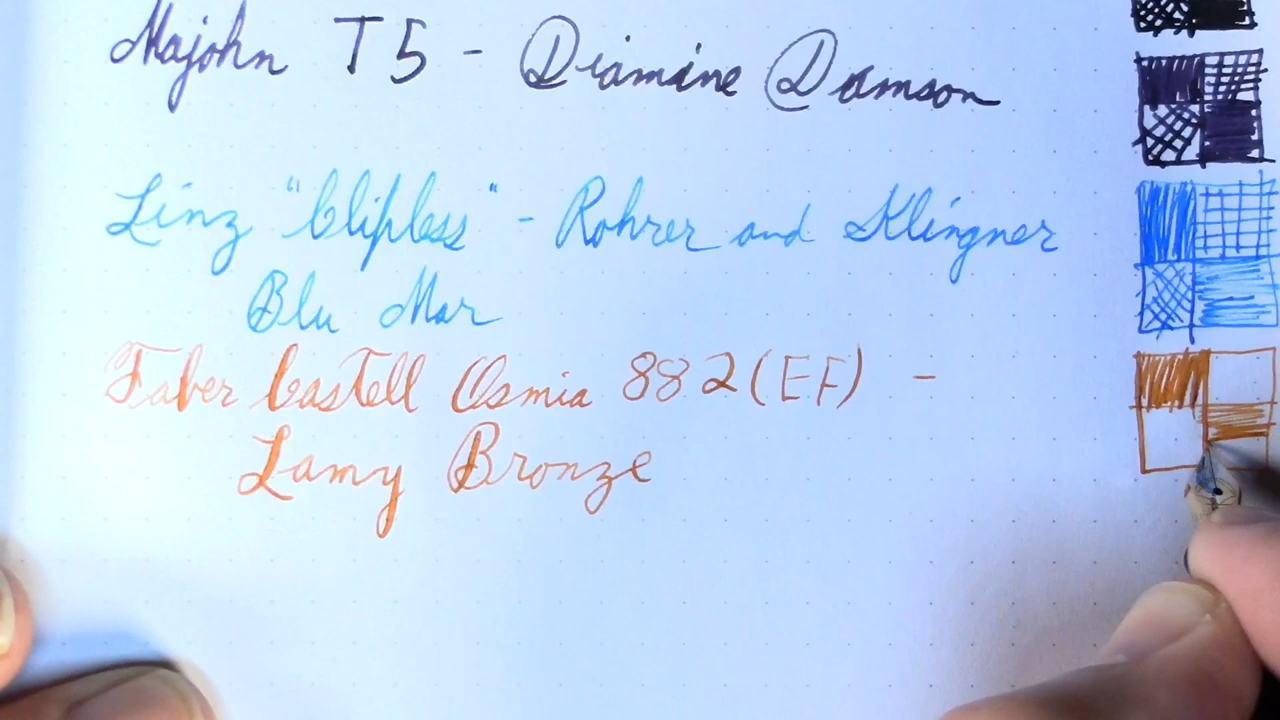 Majohn T5 - Diamine Damson
Linz "Clipless" - Rohrer and Klingner
Blu Mar
Faber Castell Osmia 882 (EF) -
Lamy Bronze